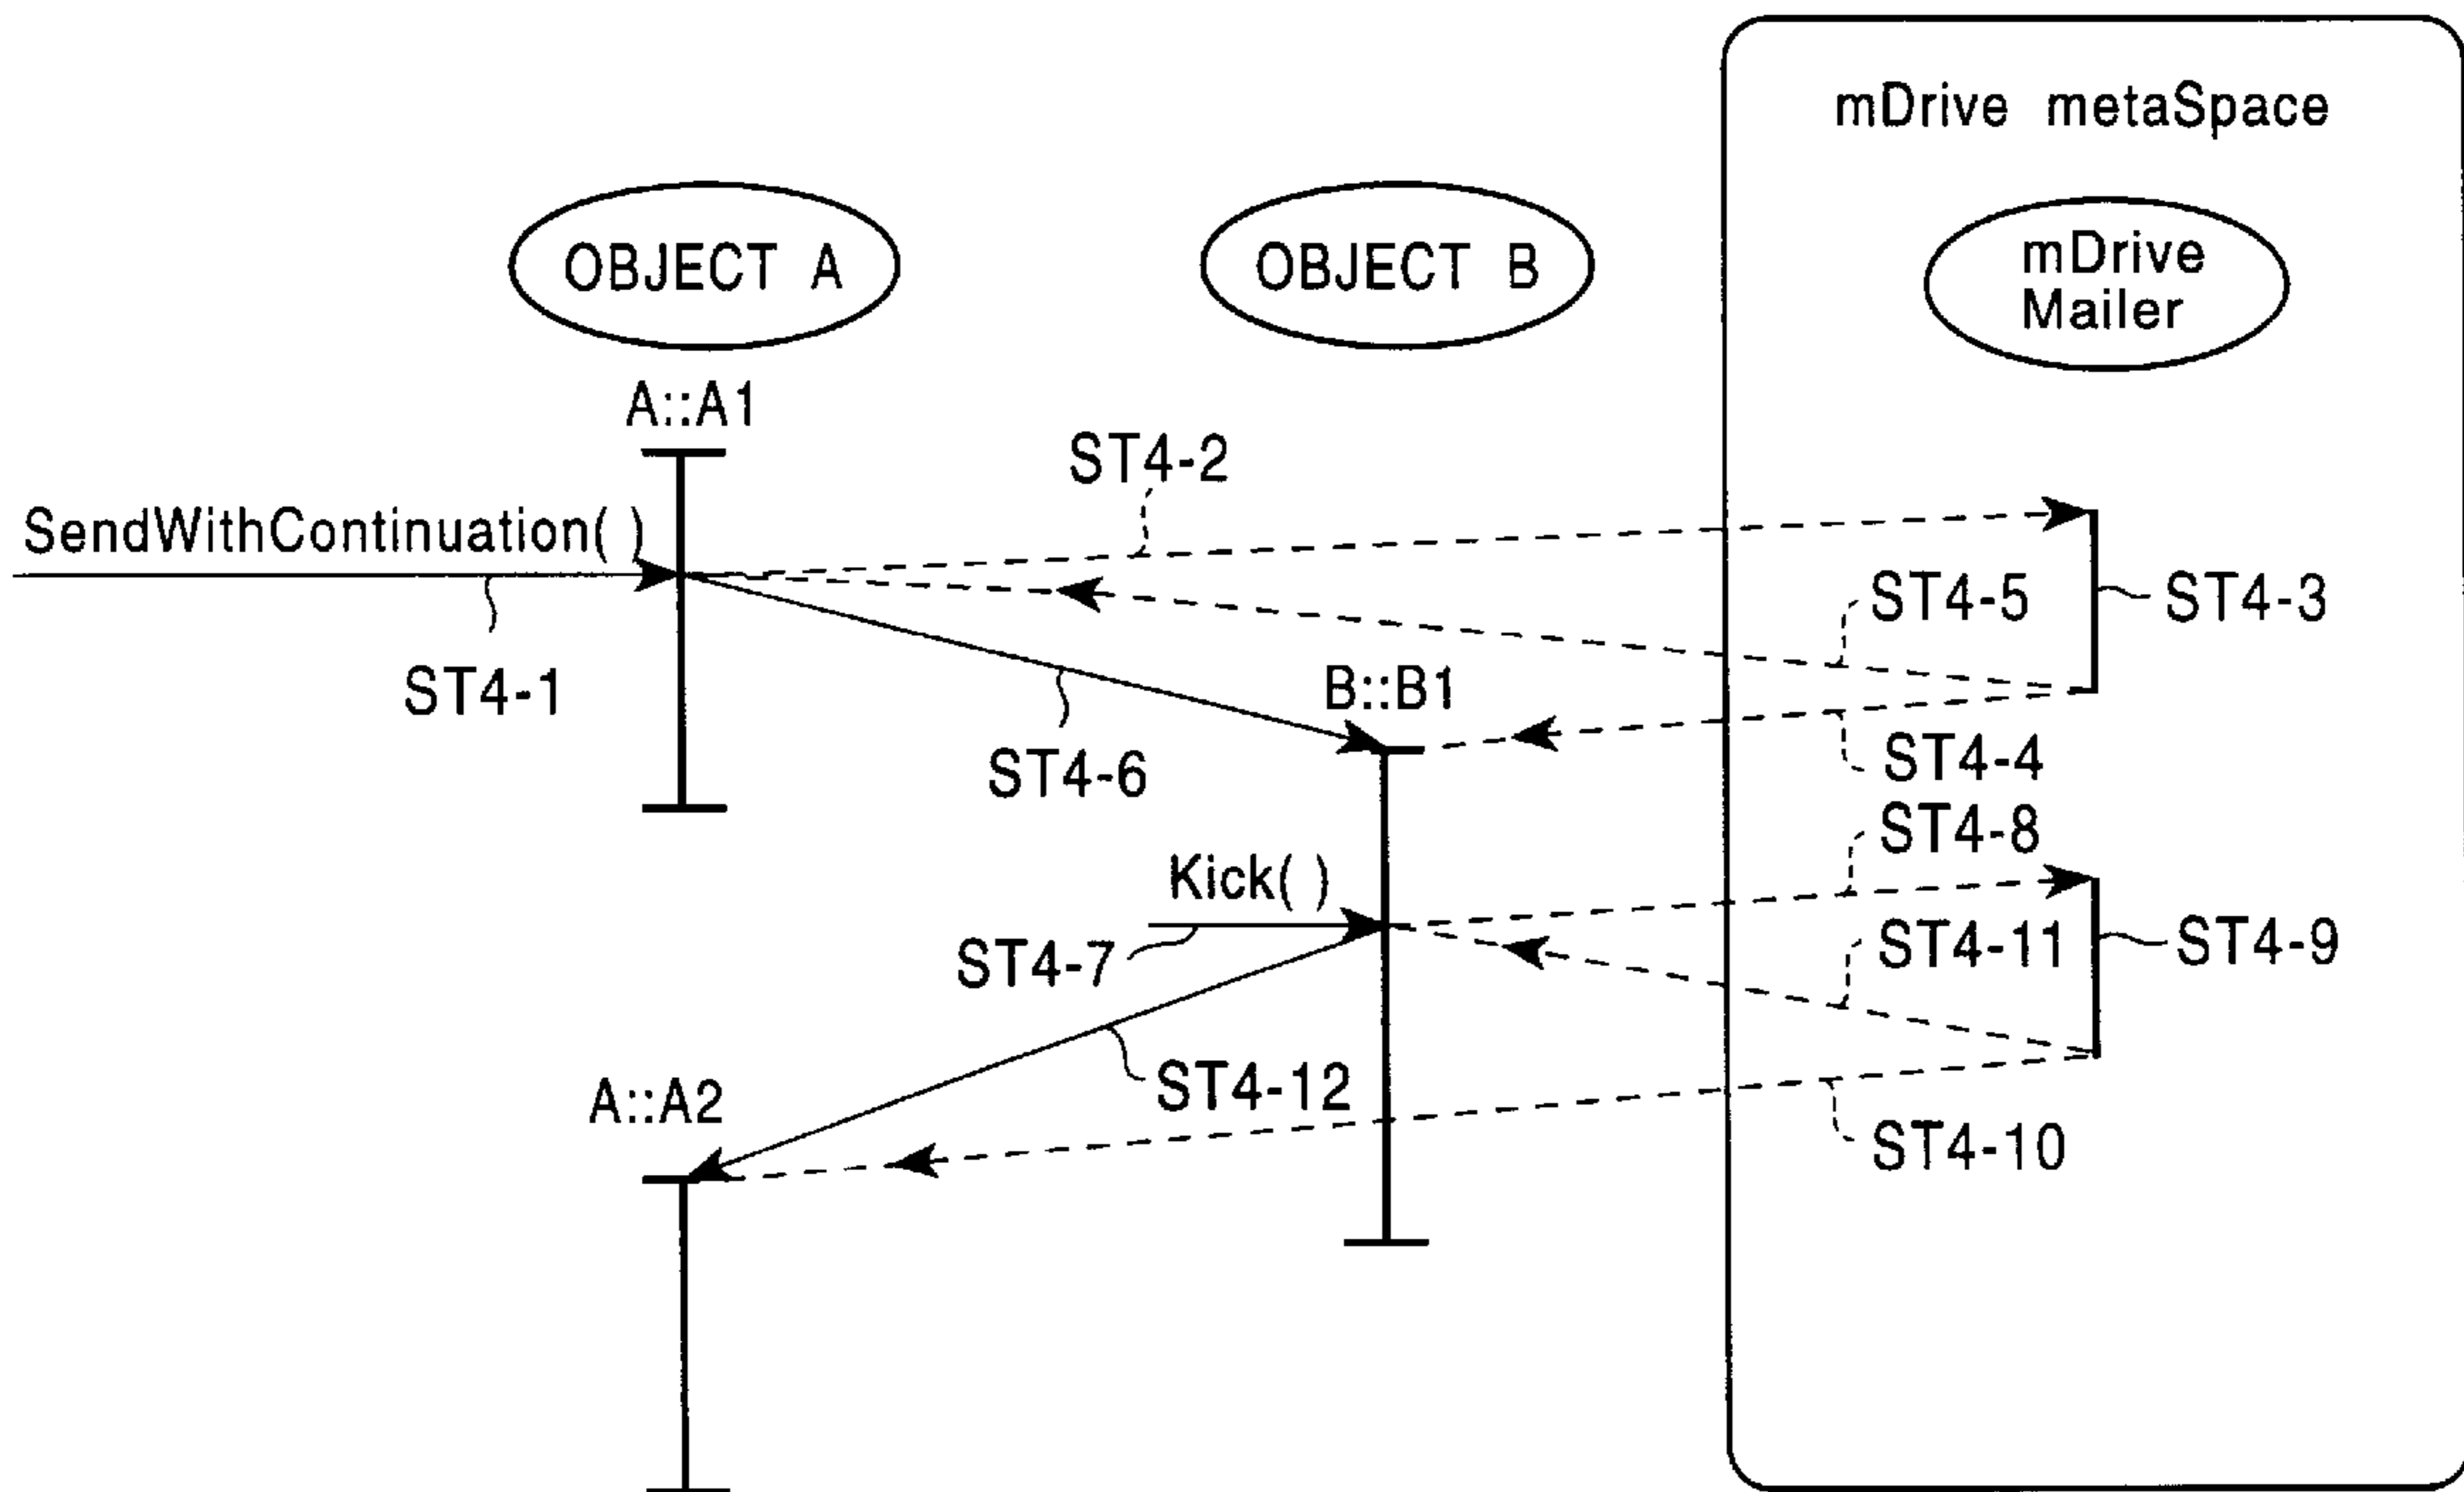 mDrive metaSpace
OBJECT A
OBJECT B
mDrive
Mailer
A::A1
ST4-2
SendWithContinuation( )
ST4-5
ST4-3
ST4-1
B::B1
ST4-6
ST4-4
ST4-8
Kick( )
ST4-7
ST4-11
ST4-9
ST4-12
A::A2
ST4-10